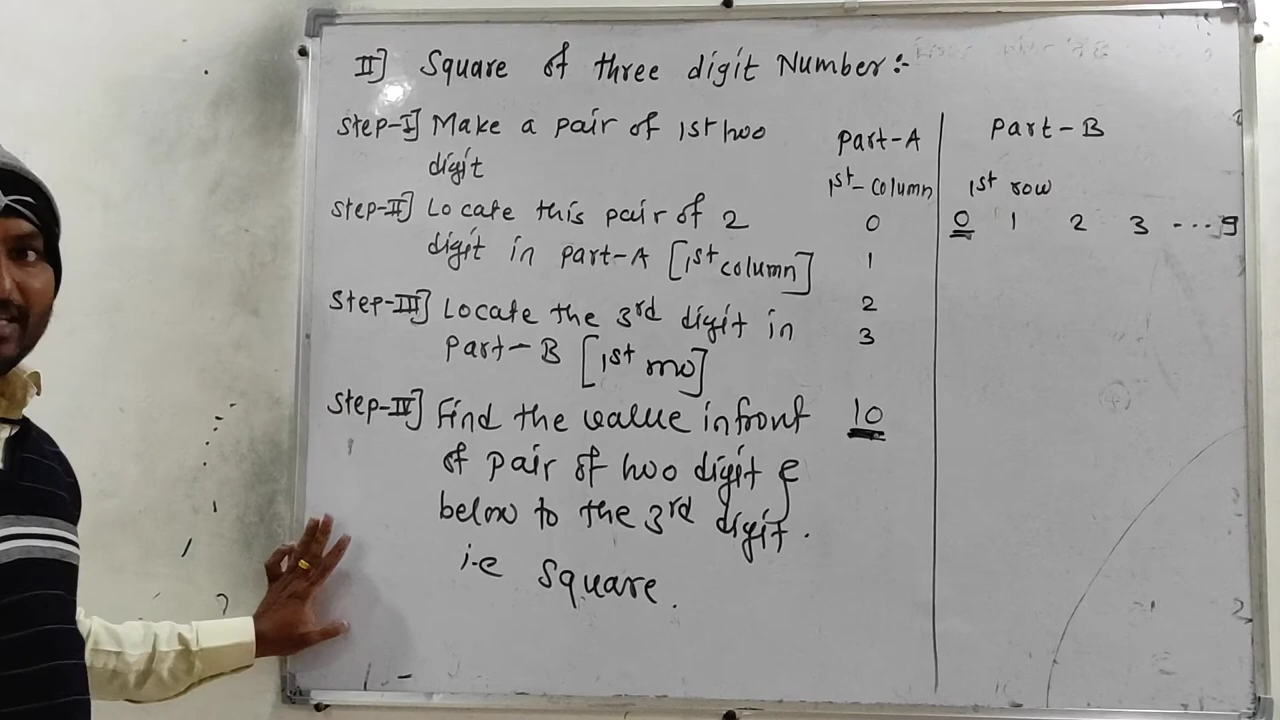 II] Square of three digit Number:-
Step-I] Make a pair of 1st two
digit
Step-II] Locate this pair of 2
digit in part-A [1st column]
Step-III] Locate the 3rd digit in
Part-B [1st row]
Step-IV] Find the value infront
of pair of two digit &
below to the 3rd digit.
i.e Square.
Part-A
1st-column
0
1
2
3
10
Part-B
1st row
0 1 2 3 ---9